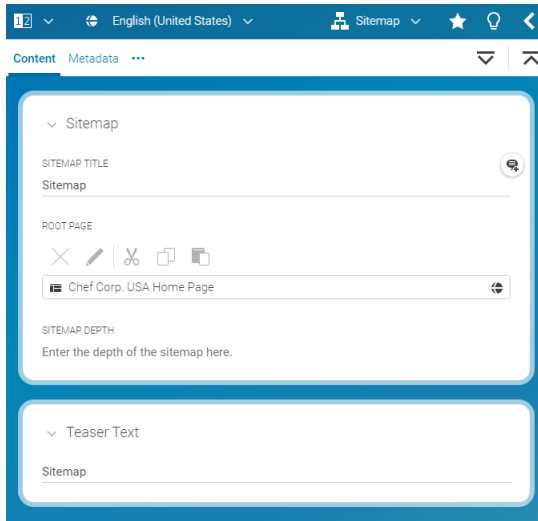 12 English (United States) Sitemap
Content Metadata ...
Sitemap
SITEMAP TITLE
Sitemap
ROOT PAGE
Chef Corp. USA Home Page
SITEMAP DEPTH
Enter the depth of the sitemap here.
Teaser Text
Sitemap